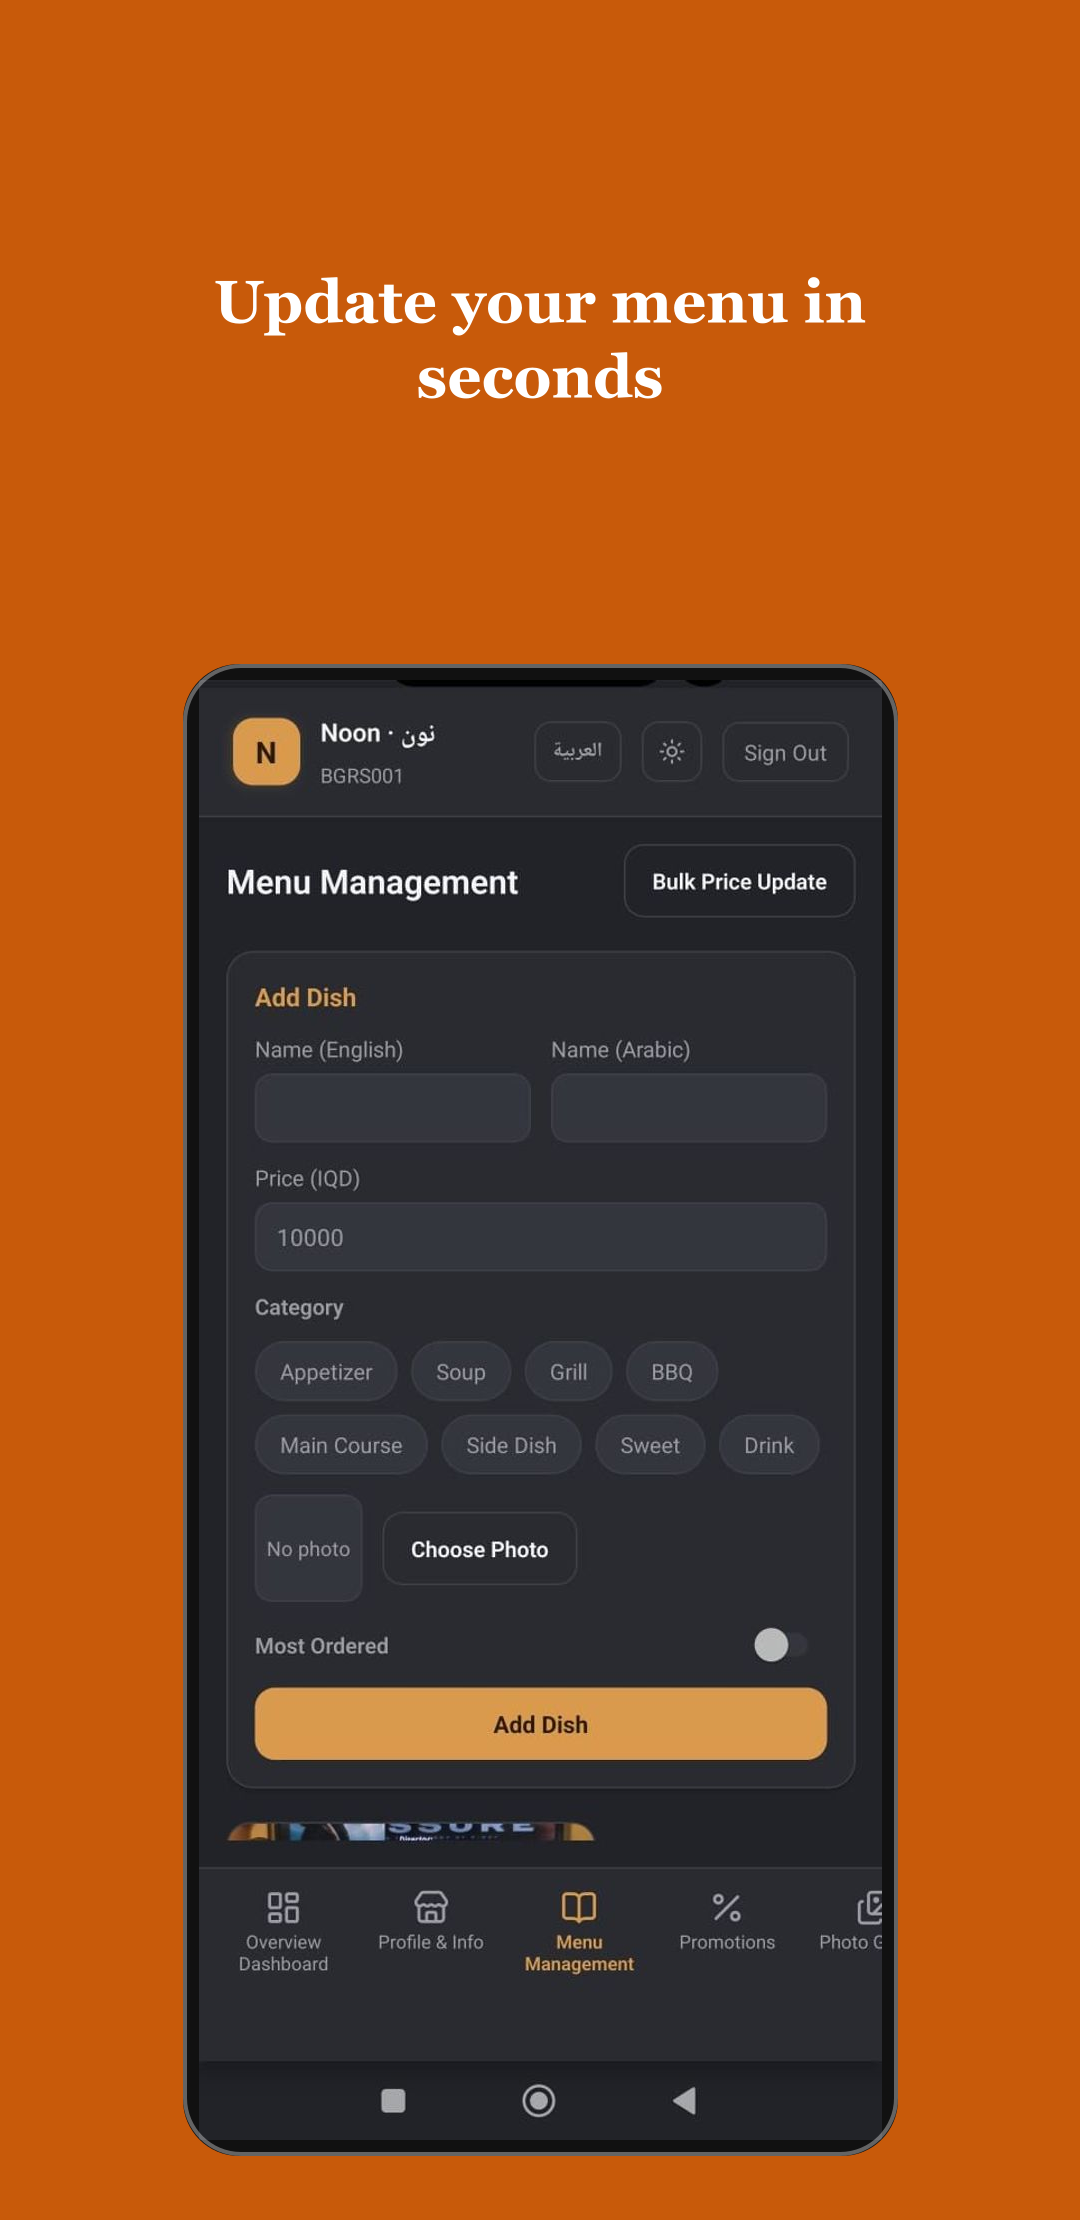 Update your menu in
seconds
N
Noon · نون
BGRS001
العربية
Sign Out
Menu Management
Bulk Price Update
Add Dish
Name (English)
Name (Arabic)
Price (IQD)
10000
Category
Appetizer
Soup
Grill
BBQ
Main Course
Side Dish
Sweet
Drink
No photo
Choose Photo
Most Ordered
Add Dish
Overview
Dashboard
Profile & Info
Menu
Management
Promotions
Photo